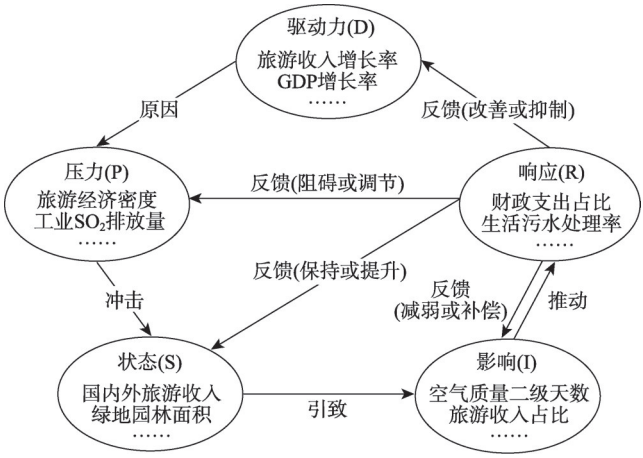 驱动力(D)
旅游收入增长率
GDP增长率
……
原因
反馈(改善或抑制)
压力(P)
旅游经济密度
工业SO₂排放量
……
反馈(阻碍或调节)
响应(R)
财政支出占比
生活污水处理率
……
冲击
反馈(保持或提升)
反馈
(减弱或补偿)
推动
状态(S)
国内外旅游收入
绿地园林面积
……
引致
影响(I)
空气质量二级天数
旅游收入占比
……